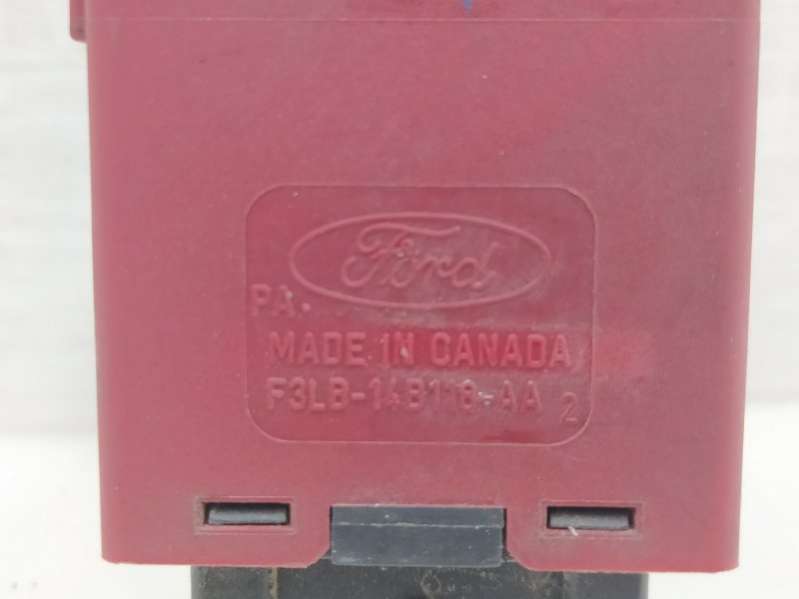 Ford
PA.
MADE IN CANADA
F3LB-14B118-AA 2